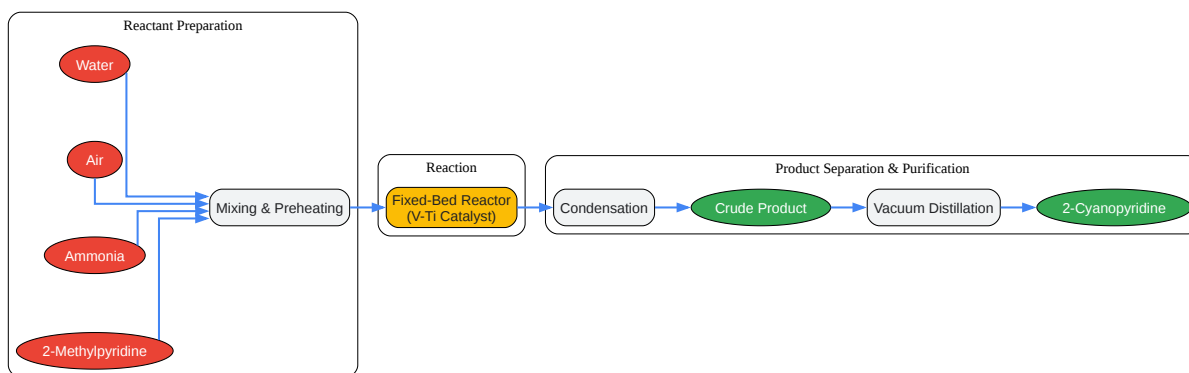 Reactant Preparation
Water
Air
Ammonia
2-Methylpyridine
Mixing & Preheating
Reaction
Fixed-Bed Reactor
(V-Ti Catalyst)
Product Separation & Purification
Condensation
Crude Product
Vacuum Distillation
2-Cyanopyridine